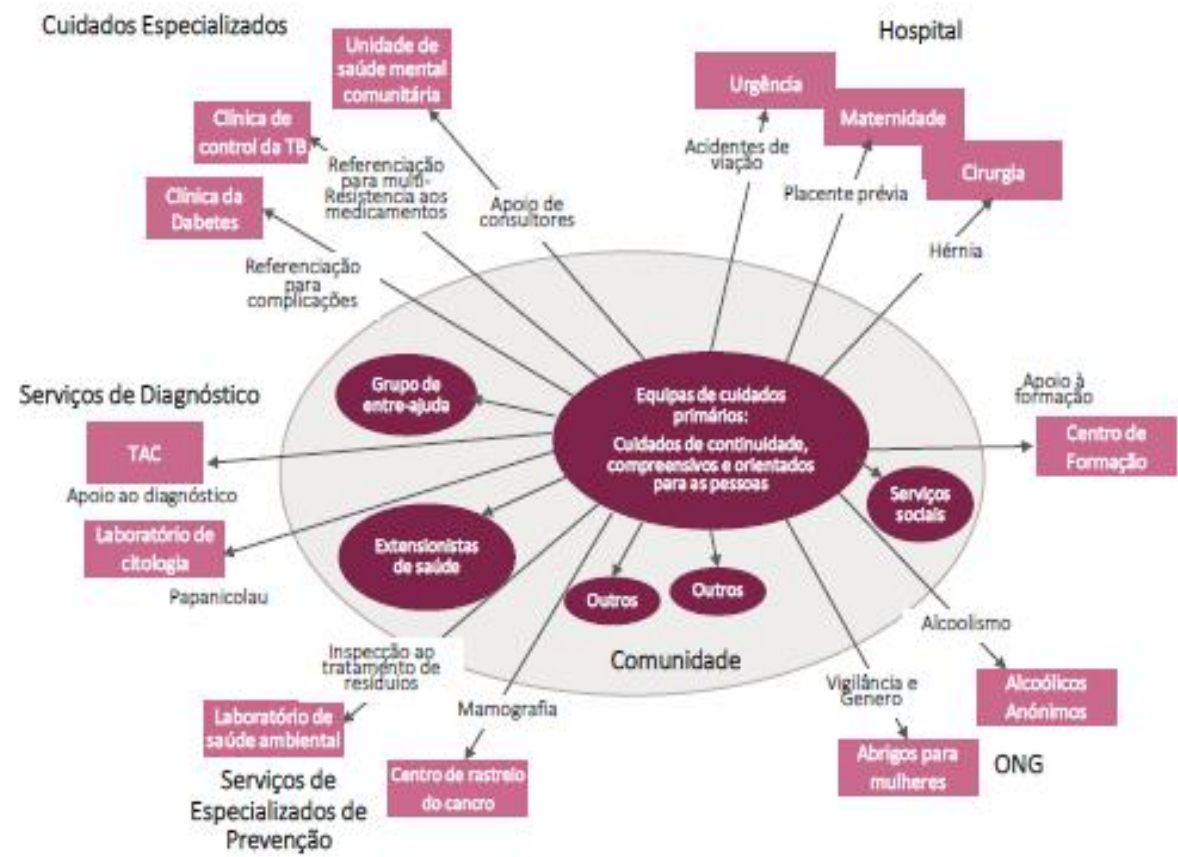 Cuidados Especializados
Hospital
Unidade de
saúde mental
comunitária
Urgência
Clínica de
control da TB
Maternidade
Acidentes de
viação
Referenciação
para multi-
Resistencia aos
medicamentos
Cirurgia
Clínica da
Dabetes
Apoio de
consultores
Placente prévia
Hérnia
Referenciação
para
complicações
Serviços de Diagnóstico
Grupo de
entre-ajuda
Equipas de cuidados
primários:
Cuidados de continuidade,
compreensivos e orientados
para as pessoas
Apoio à
formação
Centro de
Formação
TAC
Apoio ao diagnóstico
Serviços
sociais
Laboratório de
citologia
Extensionistas
de saúde
Papanicolau
Outros
Outros
Alcoolismo
Comunidade
Inspecção ao
tratamento de
resíduios
Vigilância e
Genero
Alcoólicos
Anónimos
Mamografia
Laboratório de
saúde ambiental
Abrigos para
mulheres
ONG
Centro de rastreio
do cancro
Serviços de
Especializados de
Prevenção